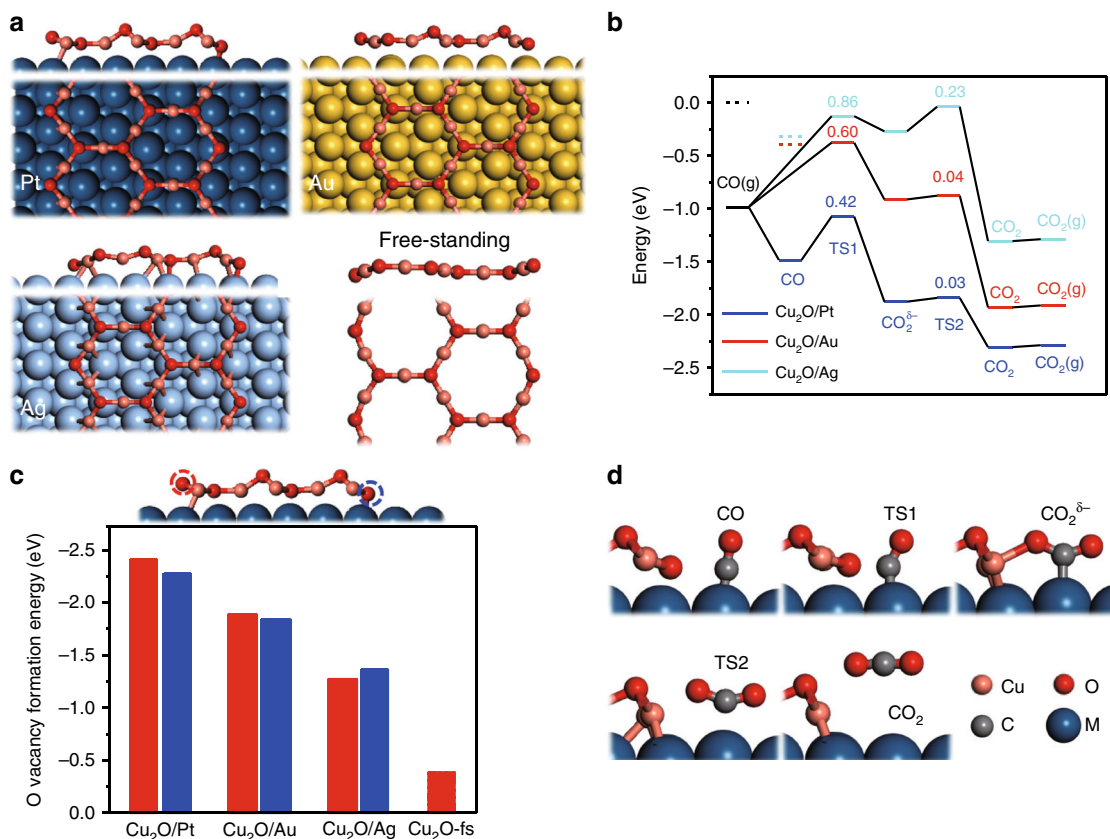 a
Pt
Au
Ag
Free-standing
b
Energy (eV)
0.0
–0.5
–1.0
–1.5
–2.0
–2.5
CO(g)
0.86
0.23
0.60
0.04
0.42
0.03
CO
TS1
CO₂^δ–
TS2
CO₂
CO₂(g)
CO₂
CO₂(g)
CO₂
CO₂(g)
Cu₂O/Pt
Cu₂O/Au
Cu₂O/Ag
c
O vacancy formation energy (eV)
–2.5
–2.0
–1.5
–1.0
–0.5
0.0
Cu₂O/Pt
Cu₂O/Au
Cu₂O/Ag
Cu₂O-fs
d
CO
TS1
CO₂^δ–
TS2
CO₂
Cu
O
C
M